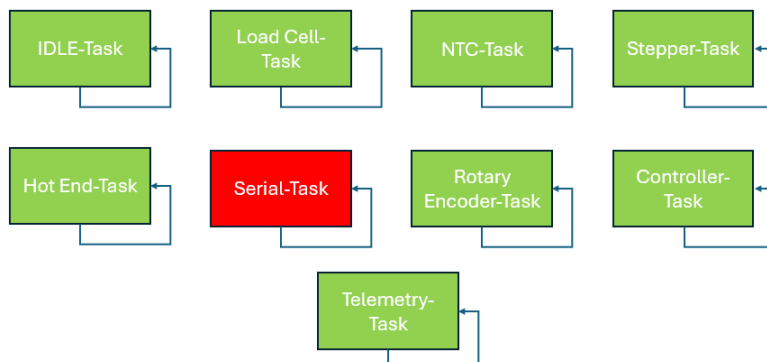 IDLE-Task
Load Cell-
Task
NTC-Task
Stepper-Task
Hot End-Task
Serial-Task
Rotary
Encoder-Task
Controller-
Task
Telemetry-
Task